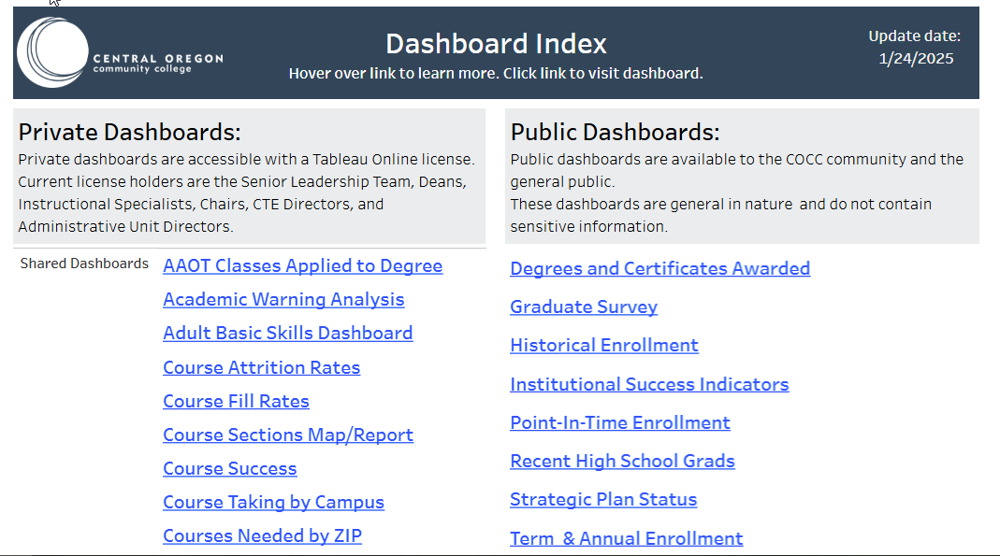 CENTRAL OREGON
community college
Dashboard Index
Hover over link to learn more. Click link to visit dashboard.
Update date:
1/24/2025
Private Dashboards:
Private dashboards are accessible with a Tableau Online license.
Current license holders are the Senior Leadership Team, Deans,
Instructional Specialists, Chairs, CTE Directors, and
Administrative Unit Directors.
Shared Dashboards
AAOT Classes Applied to Degree
Academic Warning Analysis
Adult Basic Skills Dashboard
Course Attrition Rates
Course Fill Rates
Course Sections Map/Report
Course Success
Course Taking by Campus
Courses Needed by ZIP
Public Dashboards:
Public dashboards are available to the COCC community and the
general public.
These dashboards are general in nature  and do not contain
sensitive information.
Degrees and Certificates Awarded
Graduate Survey
Historical Enrollment
Institutional Success Indicators
Point-In-Time Enrollment
Recent High School Grads
Strategic Plan Status
Term  & Annual Enrollment